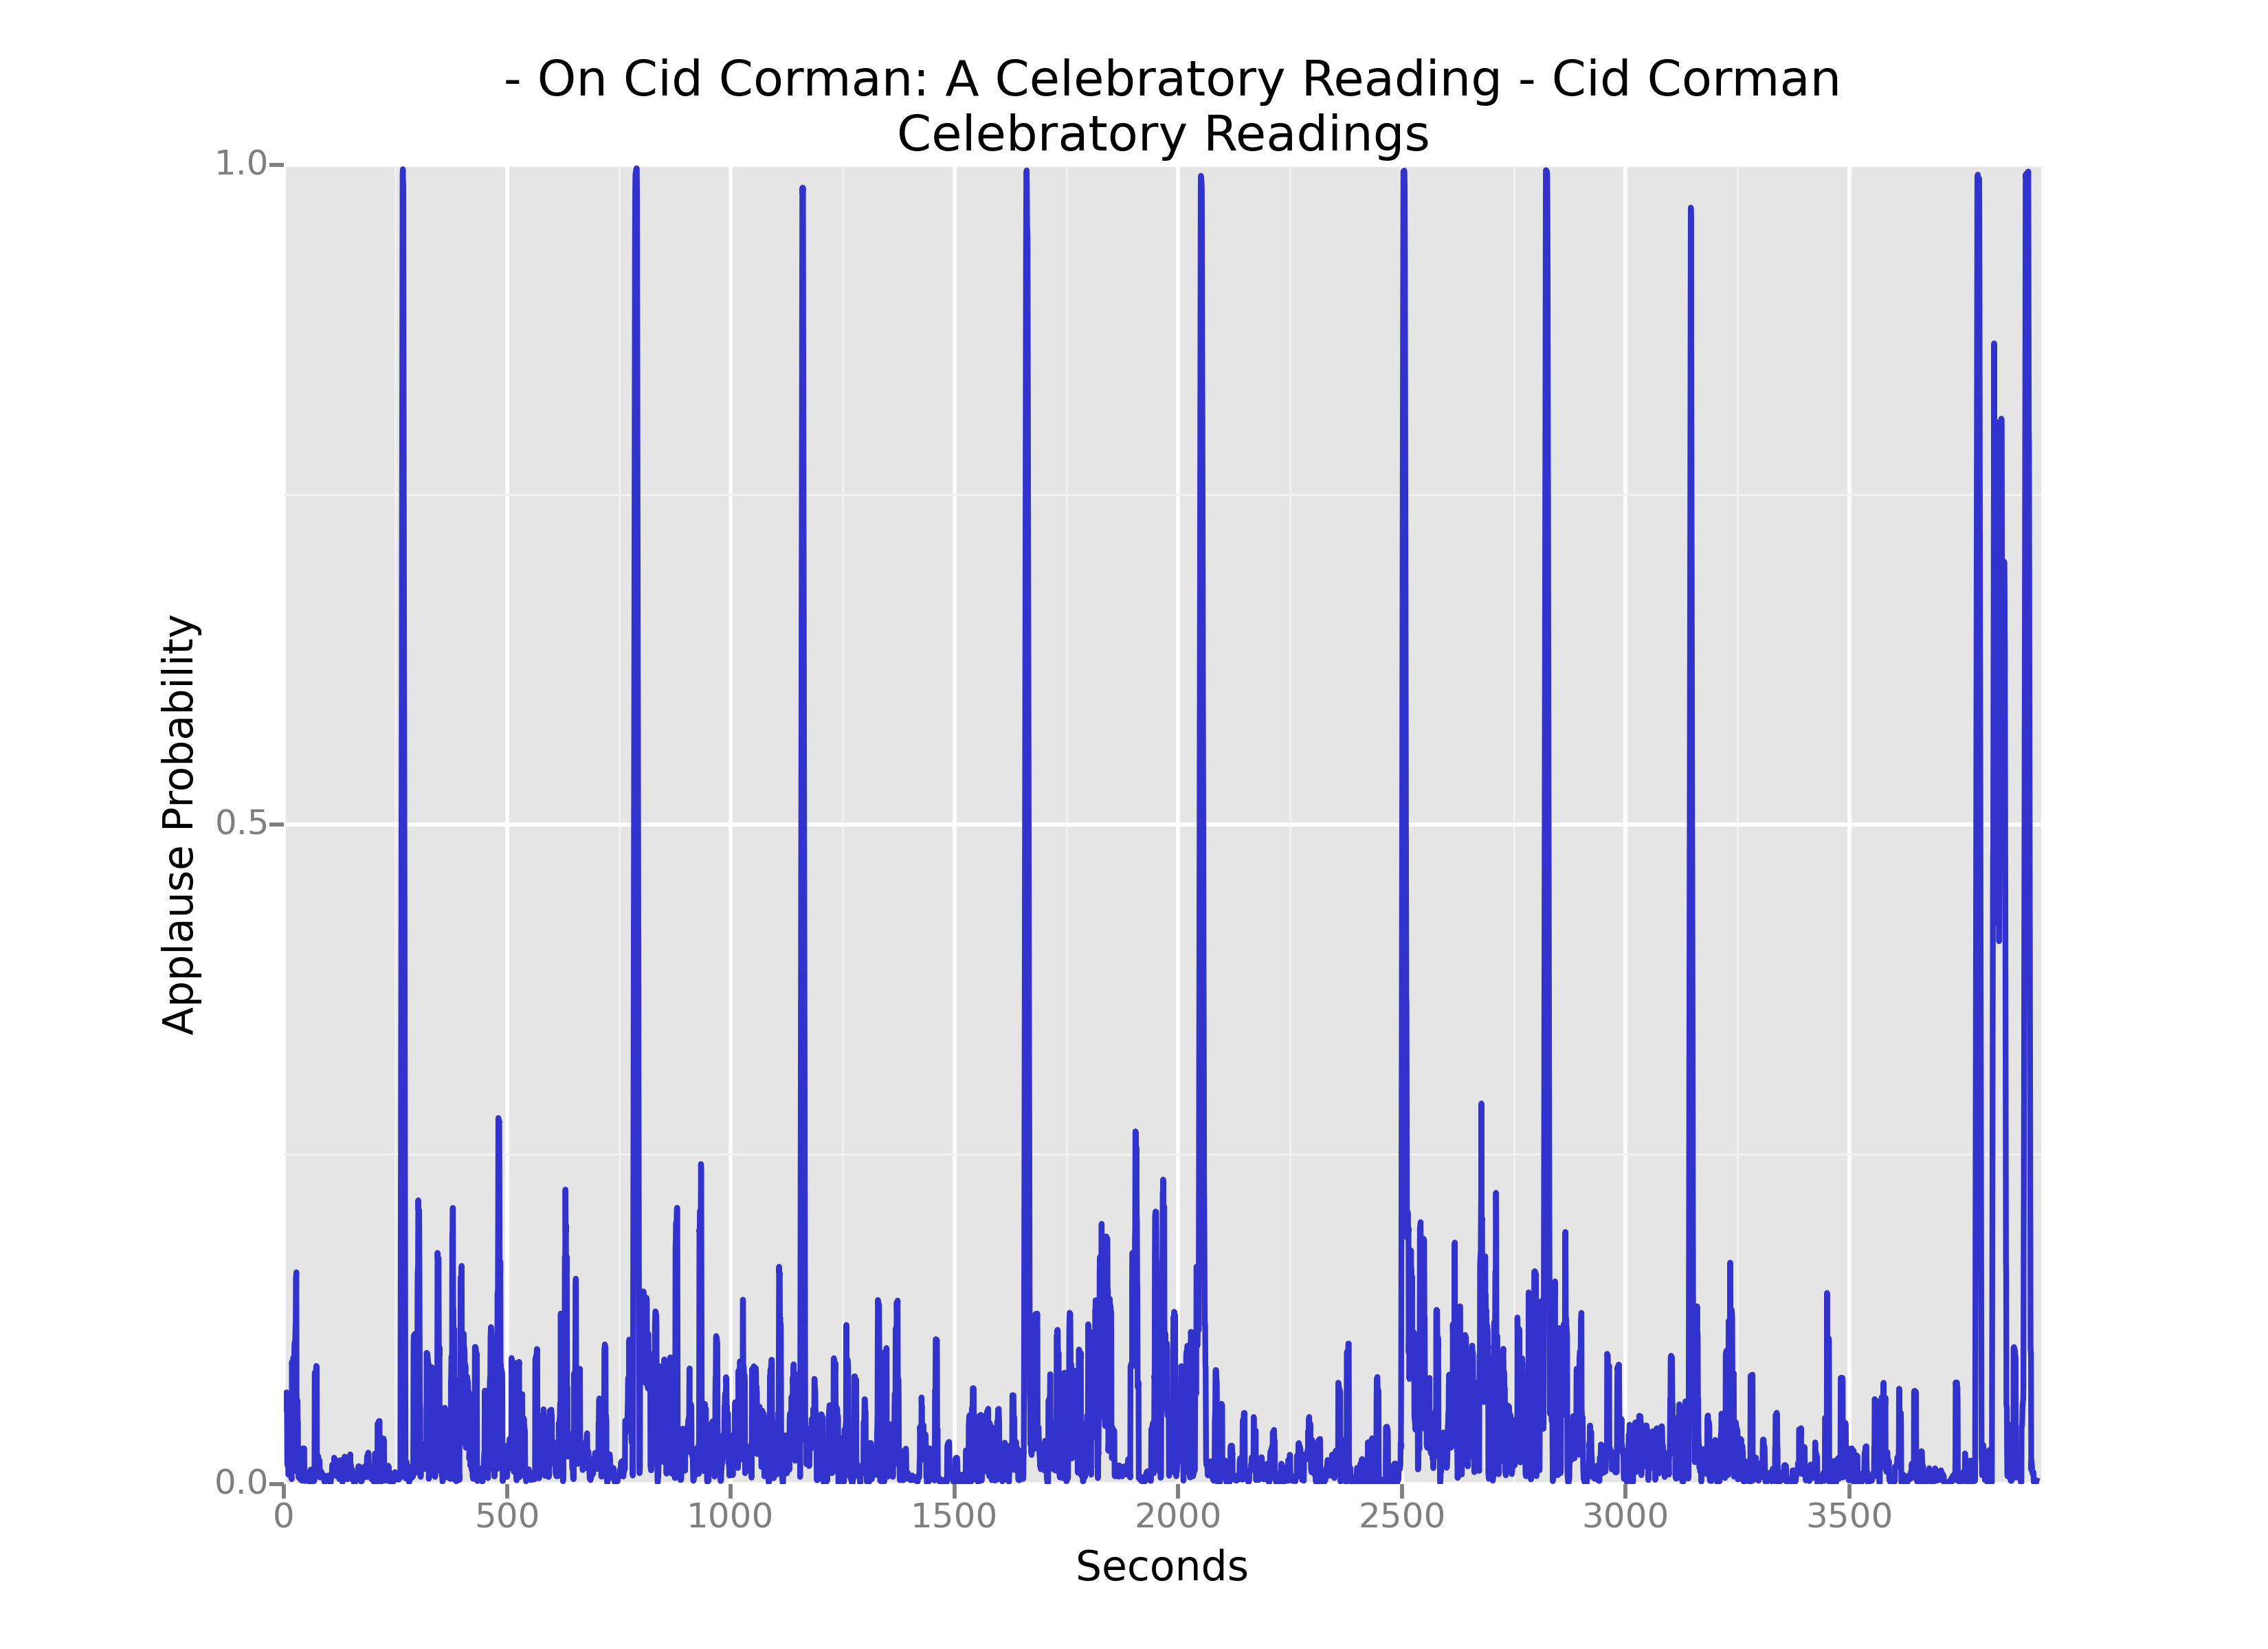 - On Cid Corman: A Celebratory Reading - Cid Corman
Celebratory Readings
1.0
0.5
0.0
Applause Probability
0 500 1000 1500 2000 2500 3000 3500
Seconds